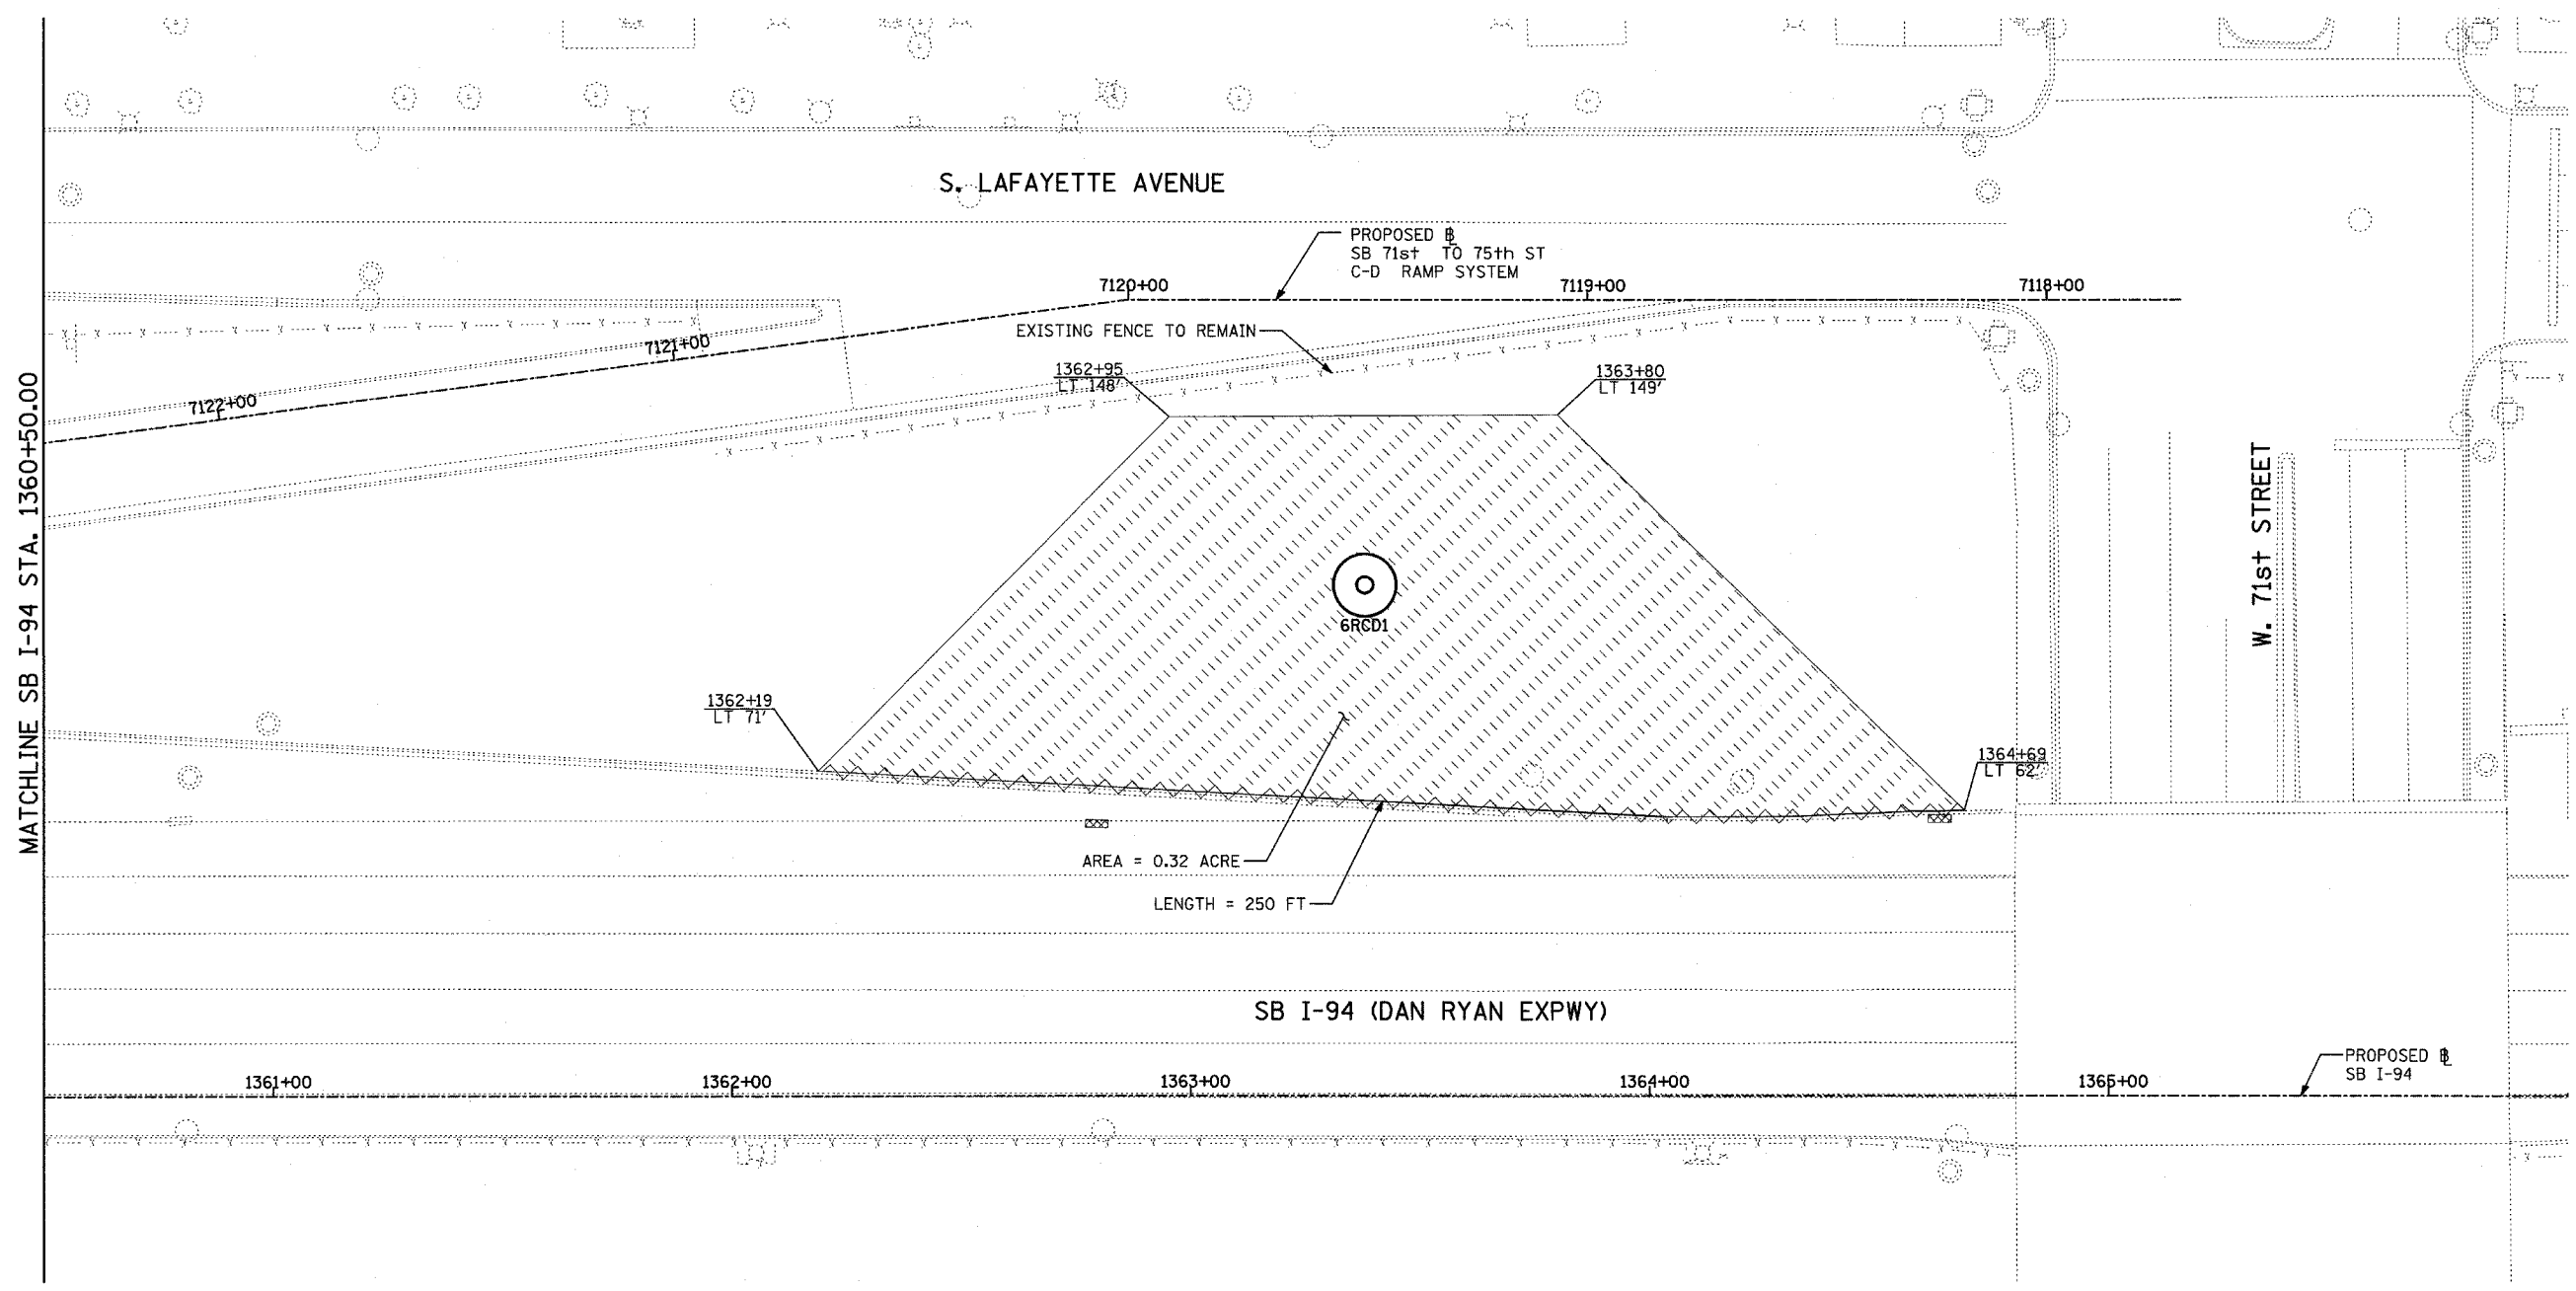 S. LAFAYETTE AVENUE
PROPOSED BL
SB 71st TO 75th ST
C-D RAMP SYSTEM
7120+00
7119+00
7118+00
EXISTING FENCE TO REMAIN
7121+00
7122+00
1362+95
LT 148'
1363+80
LT 149'
MATCHLINE SB I-94 STA. 1360+50.00
W. 71st STREET
6RCD1
1362+19
LT 71'
1364+69
LT 62'
AREA = 0.32 ACRE
LENGTH = 250 FT
SB I-94 (DAN RYAN EXPWY)
PROPOSED BL
SB I-94
1361+00
1362+00
1363+00
1364+00
1365+00